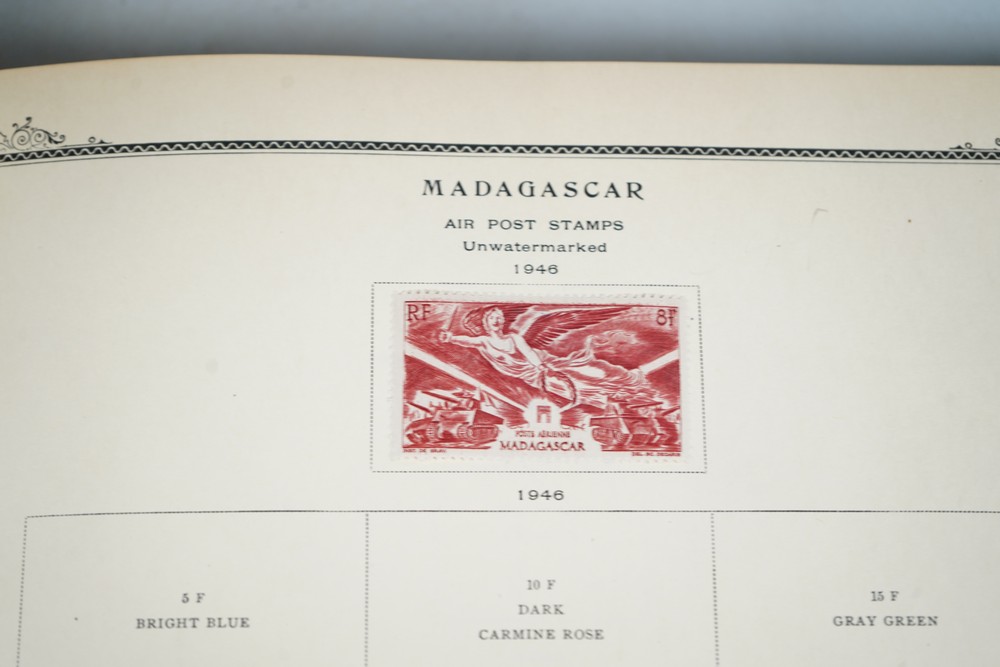 MADAGASCAR
AIR POST STAMPS
Unwatermarked
1946
RF 8F
POSTE AÉRIENNE
MADAGASCAR
1946
5 F
BRIGHT BLUE
10 F
DARK
CARMINE ROSE
15 F
GRAY GREEN